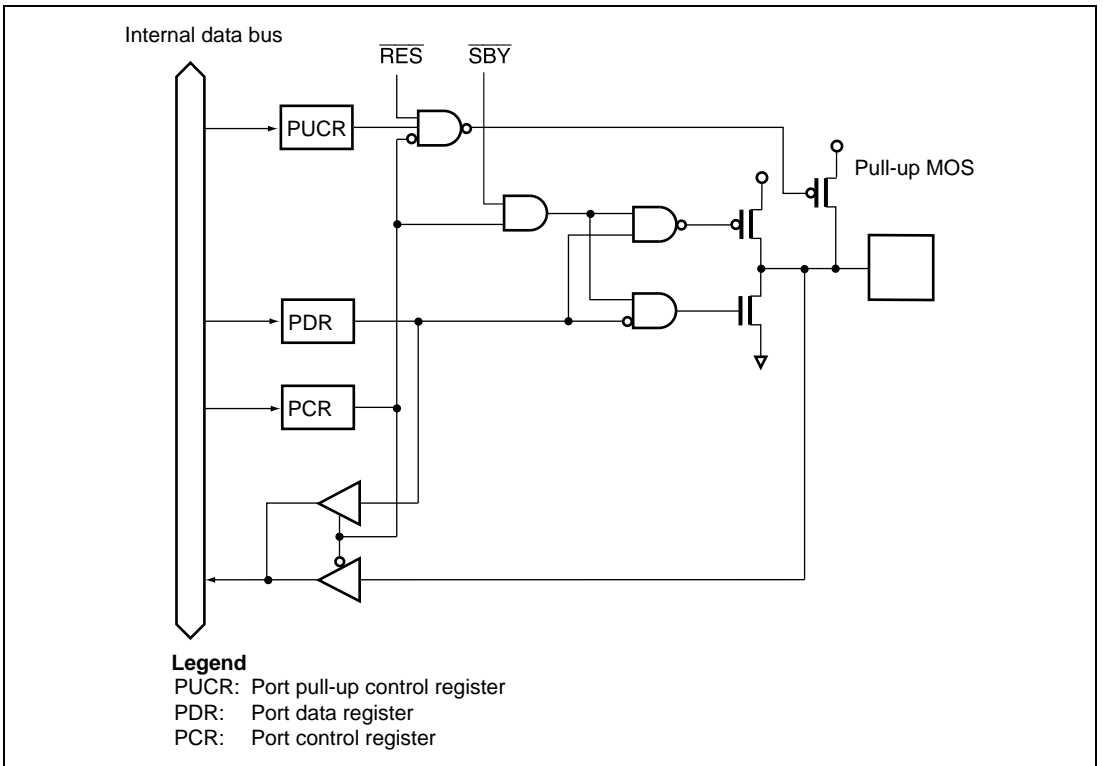 Internal data bus
RES
SBY
PUCR
Pull-up MOS
PDR
PCR
Legend
PUCR: Port pull-up control register
PDR: Port data register
PCR: Port control register